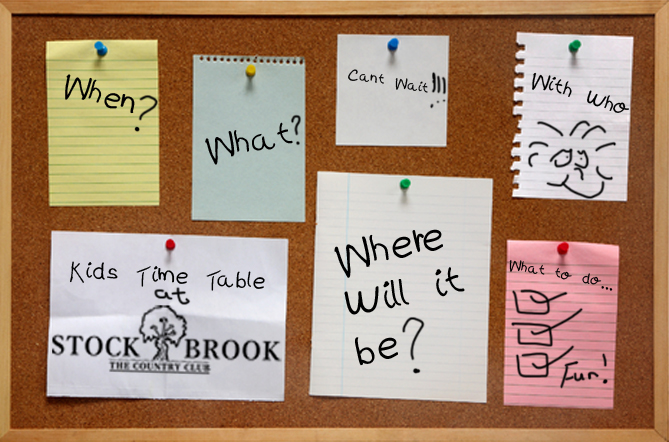 When?
What?
Cant Wait!!!
With Who
Kids Time Table
at
STOCK BROOK
THE COUNTRY CLUB
Where
Will it
be?
What to do...
Fun!